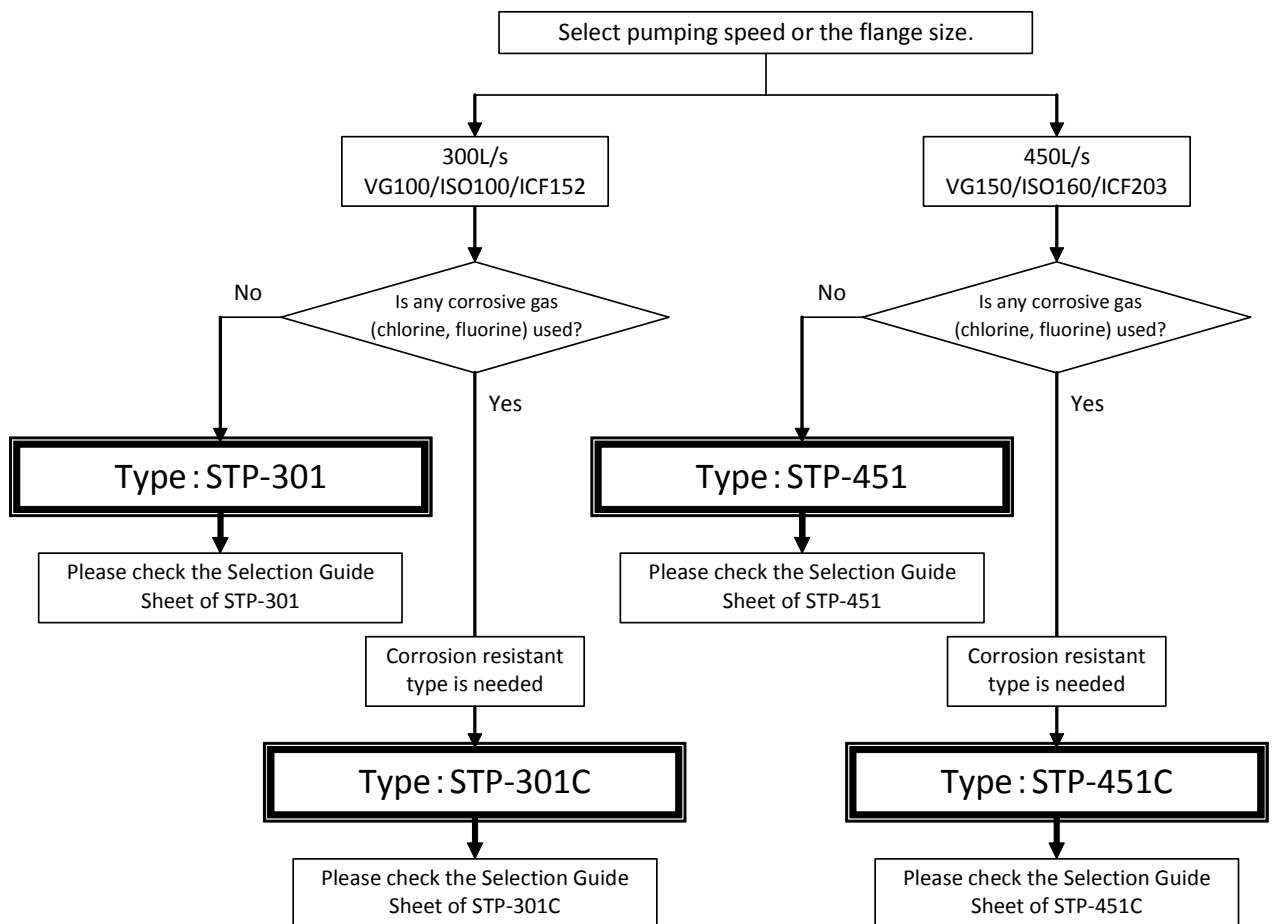 Select pumping speed or the flange size.
300L/s
VG100/ISO100/ICF152
450L/s
VG150/ISO160/ICF203
No
Is any corrosive gas
(chlorine, fluorine) used?
Yes
No
Is any corrosive gas
(chlorine, fluorine) used?
Yes
Type : STP-301
Type : STP-451
Please check the Selection Guide
Sheet of STP-301
Please check the Selection Guide
Sheet of STP-451
Corrosion resistant
type is needed
Corrosion resistant
type is needed
Type : STP-301C
Type : STP-451C
Please check the Selection Guide
Sheet of STP-301C
Please check the Selection Guide
Sheet of STP-451C